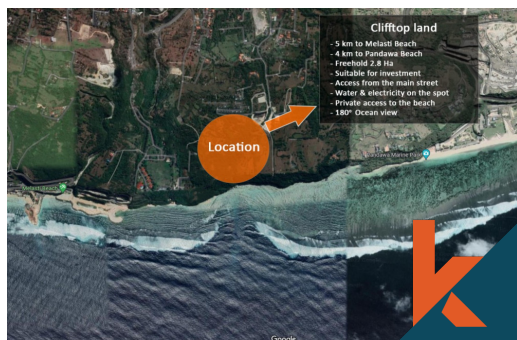 Clifftop land
- 5 km to Melasti Beach
- 4 km to Pandawa Beach
- Freehold 2.8 Ha
- Suitable for investment
- Access from the main street
- Water & electricity on the spot
- Private access to the beach
- 180° Ocean view
Location
Melasti Beach
Google